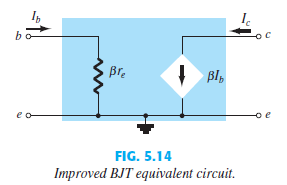 I_b
I_c
b
c
βr_e
βI_b
e
e
FIG. 5.14
Improved BJT equivalent circuit.